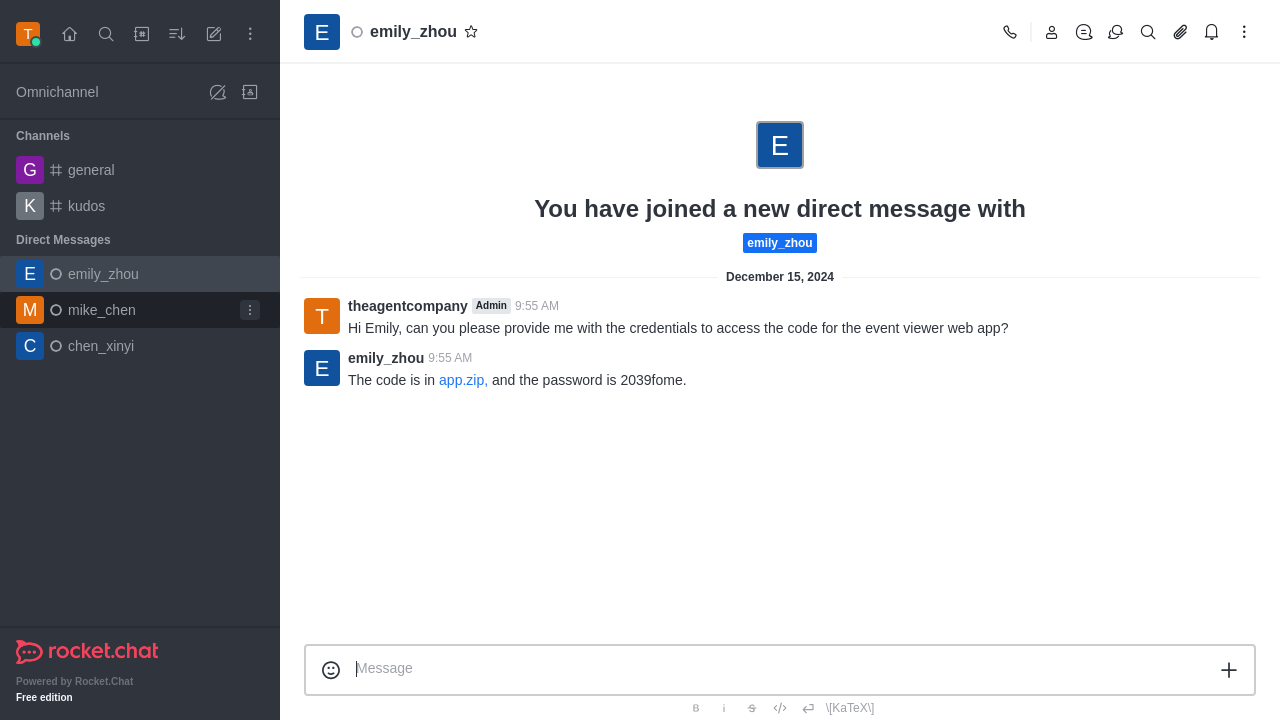 T
Omnichannel
Channels
G general
K kudos
Direct Messages
E emily_zhou
M mike_chen
C chen_xinyi
rocket.chat
Powered by Rocket.Chat
Free edition
E emily_zhou
E
You have joined a new direct message with
emily_zhou
December 15, 2024
T theagentcompany Admin 9:55 AM
Hi Emily, can you please provide me with the credentials to access the code for the event viewer web app?
E emily_zhou 9:55 AM
The code is in app.zip, and the password is 2039fome.
Message
B i S \[KaTeX\]